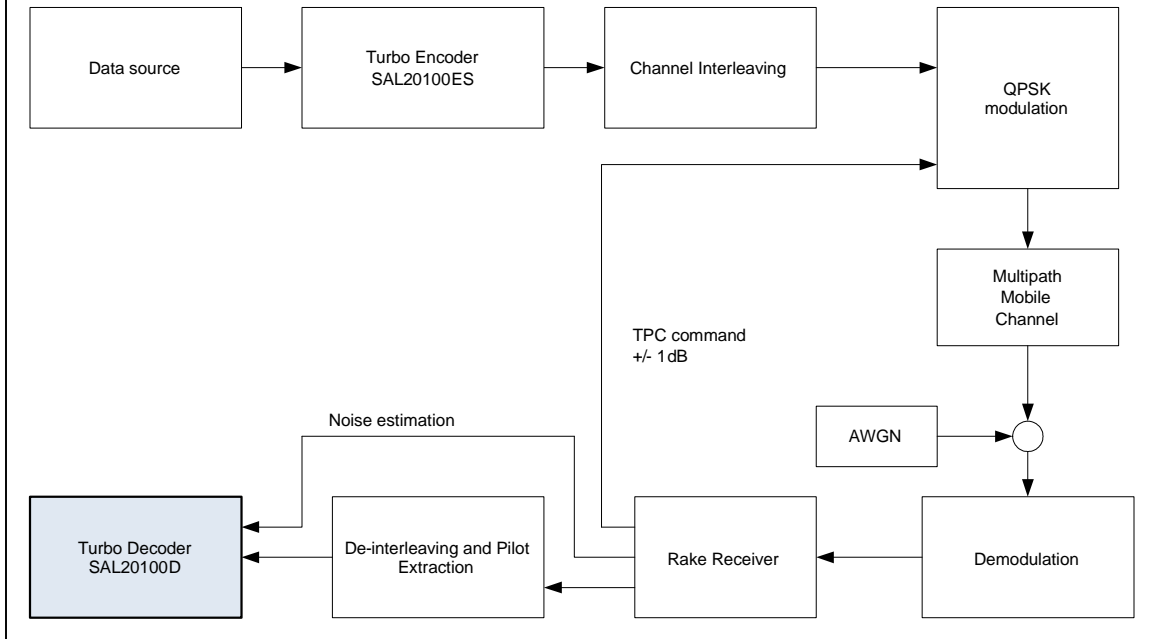 Data source
Turbo Encoder
SAL20100ES
Channel Interleaving
QPSK
modulation
Multipath
Mobile
Channel
TPC command
+/- 1dB
Noise estimation
AWGN
Turbo Decoder
SAL20100D
De-interleaving and Pilot
Extraction
Rake Receiver
Demodulation